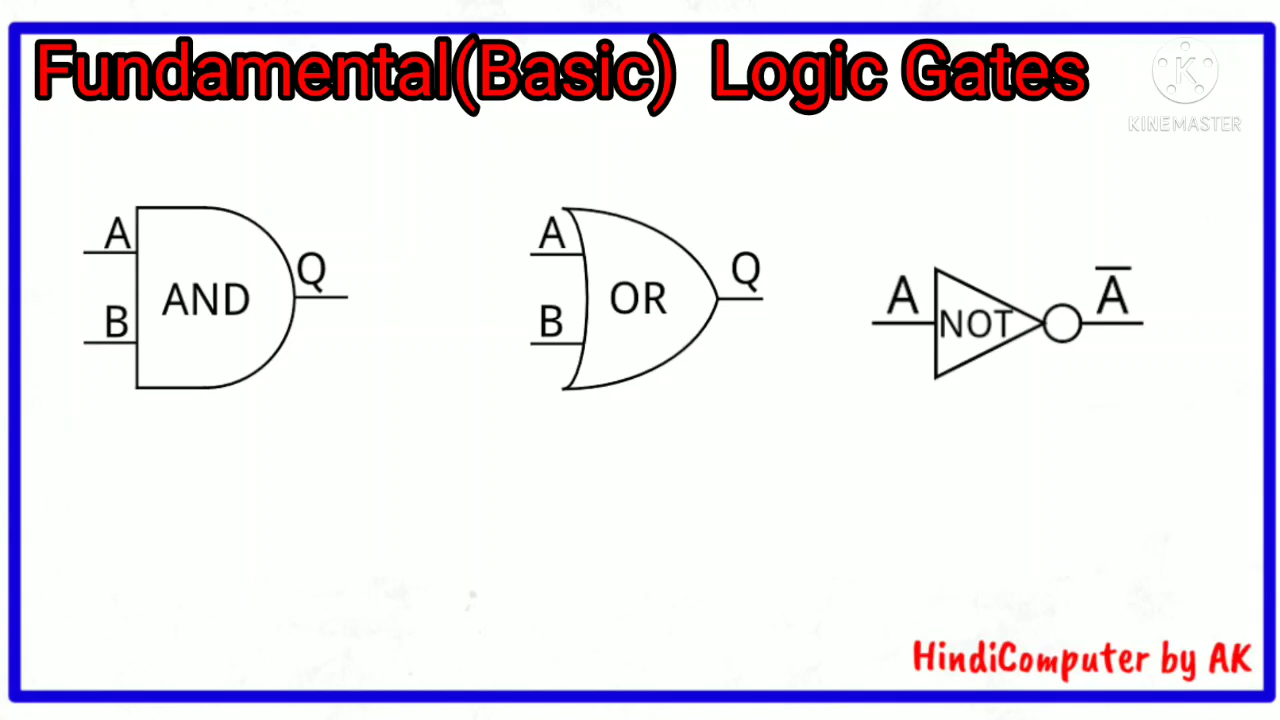 Fundamental(Basic) Logic Gates
KINEMASTER
A
B
AND
Q
A
B
OR
Q
A
NOT
A̅
HindiComputer by AK